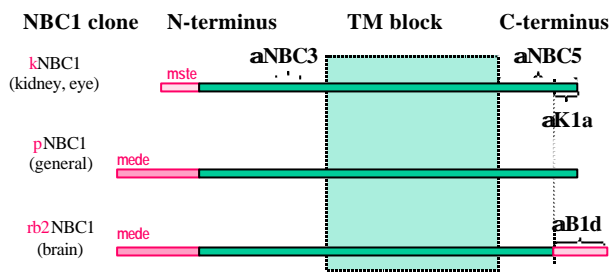 NBC1 clone N-terminus TM block C-terminus
kNBC1 aNBC3 aNBC5
(kidney, eye) mste
aK1a
pNBC1
(general) mede
rb2NBC1 mede aB1d
(brain)